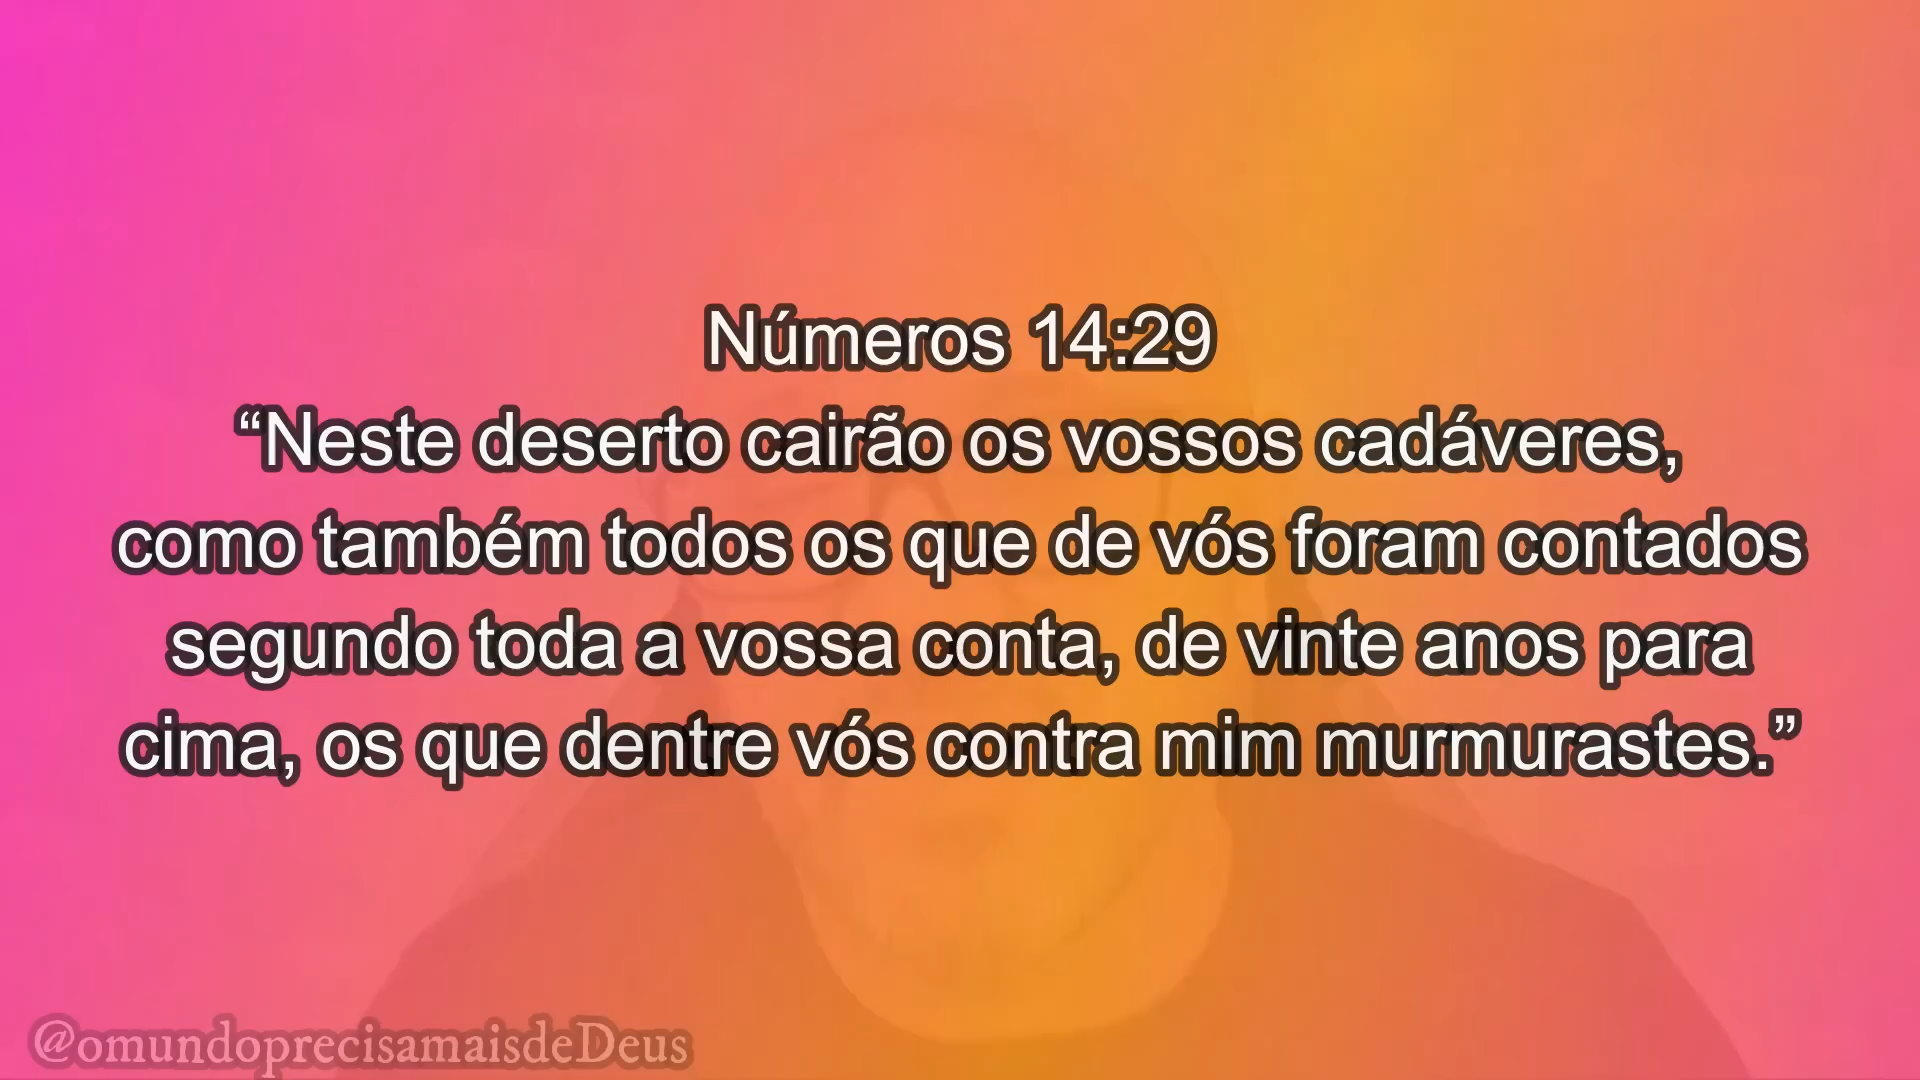 Números 14:29
“Neste deserto cairão os vossos cadáveres,
como também todos os que de vós foram contados
segundo toda a vossa conta, de vinte anos para
cima, os que dentre vós contra mim murmurastes.”
@omundoprecisamaisdeDeus